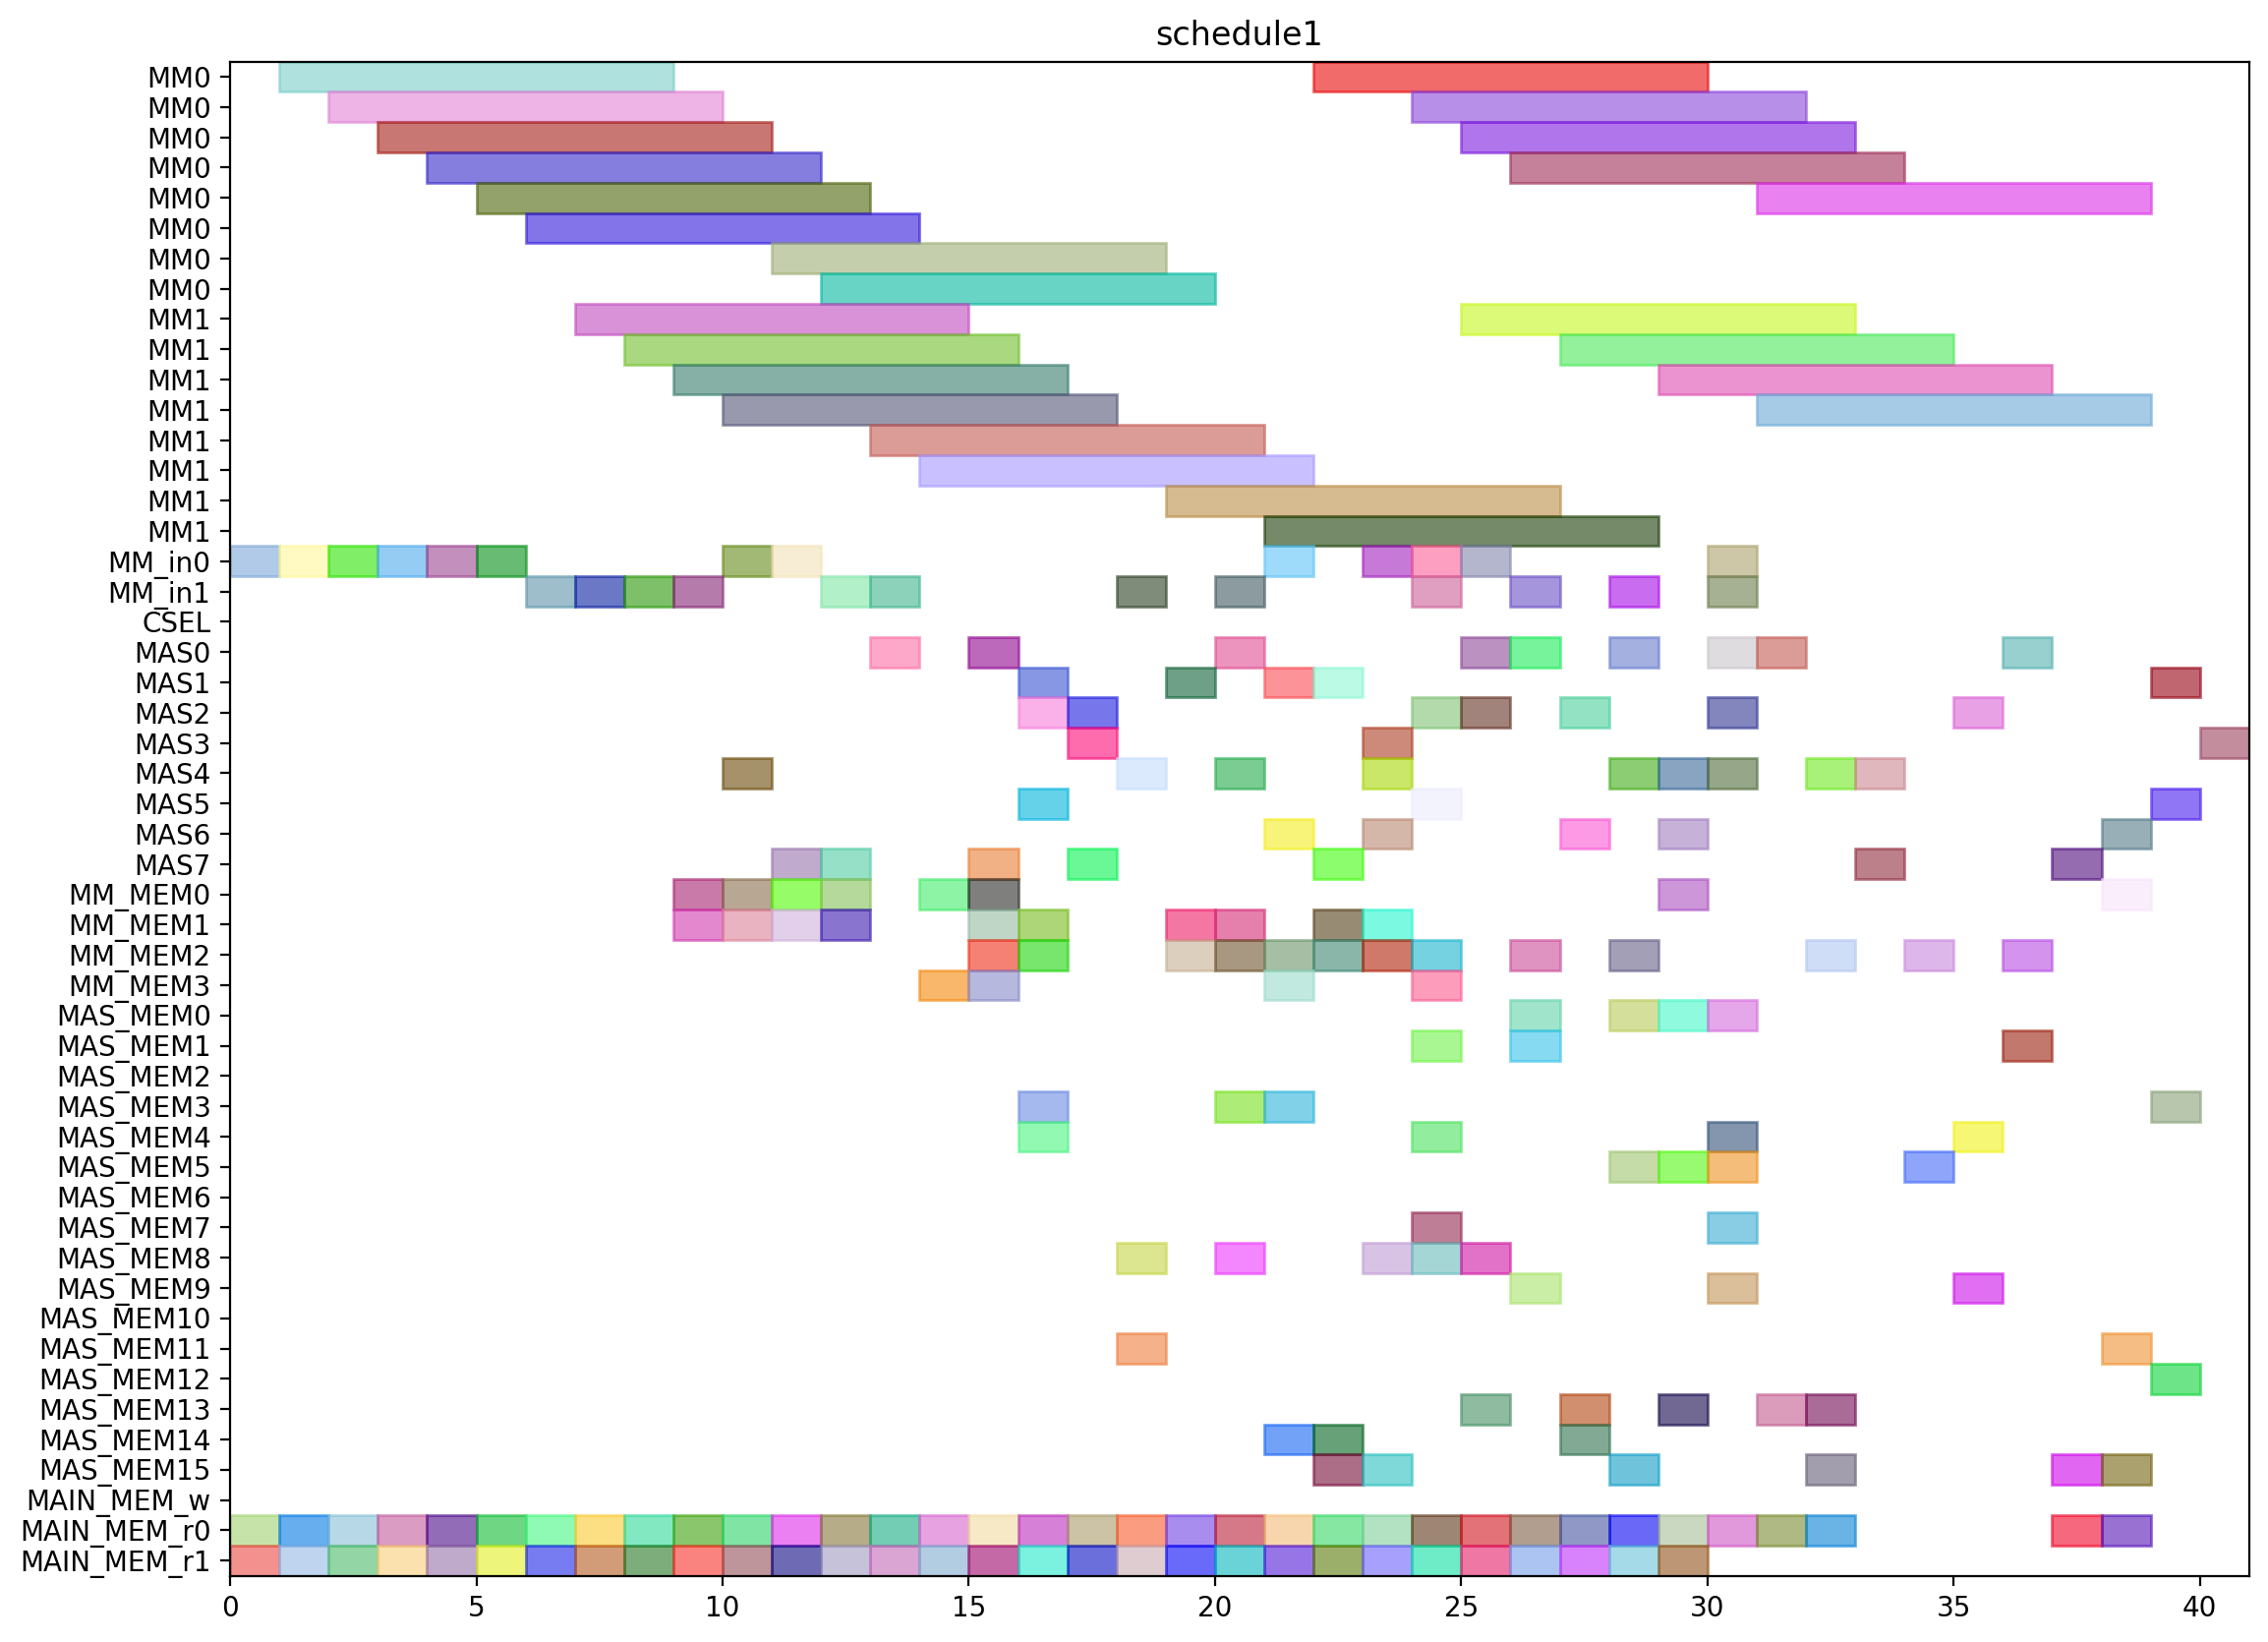 schedule1
MM0
MM0
MM0
MM0
MM0
MM0
MM0
MM0
MM1
MM1
MM1
MM1
MM1
MM1
MM1
MM1
MM_in0
MM_in1
CSEL
MAS0
MAS1
MAS2
MAS3
MAS4
MAS5
MAS6
MAS7
MM_MEM0
MM_MEM1
MM_MEM2
MM_MEM3
MAS_MEM0
MAS_MEM1
MAS_MEM2
MAS_MEM3
MAS_MEM4
MAS_MEM5
MAS_MEM6
MAS_MEM7
MAS_MEM8
MAS_MEM9
MAS_MEM10
MAS_MEM11
MAS_MEM12
MAS_MEM13
MAS_MEM14
MAS_MEM15
MAIN_MEM_w
MAIN_MEM_r0
MAIN_MEM_r1
0 5 10 15 20 25 30 35 40